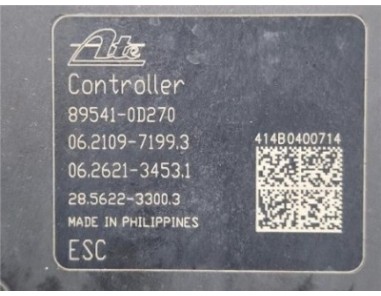 Ate
Controller
89541-0D270
06.2109-7199.3
414B0400714
06.2621-3453.1
28.5622-3300.3
MADE IN PHILIPPINES
ESC